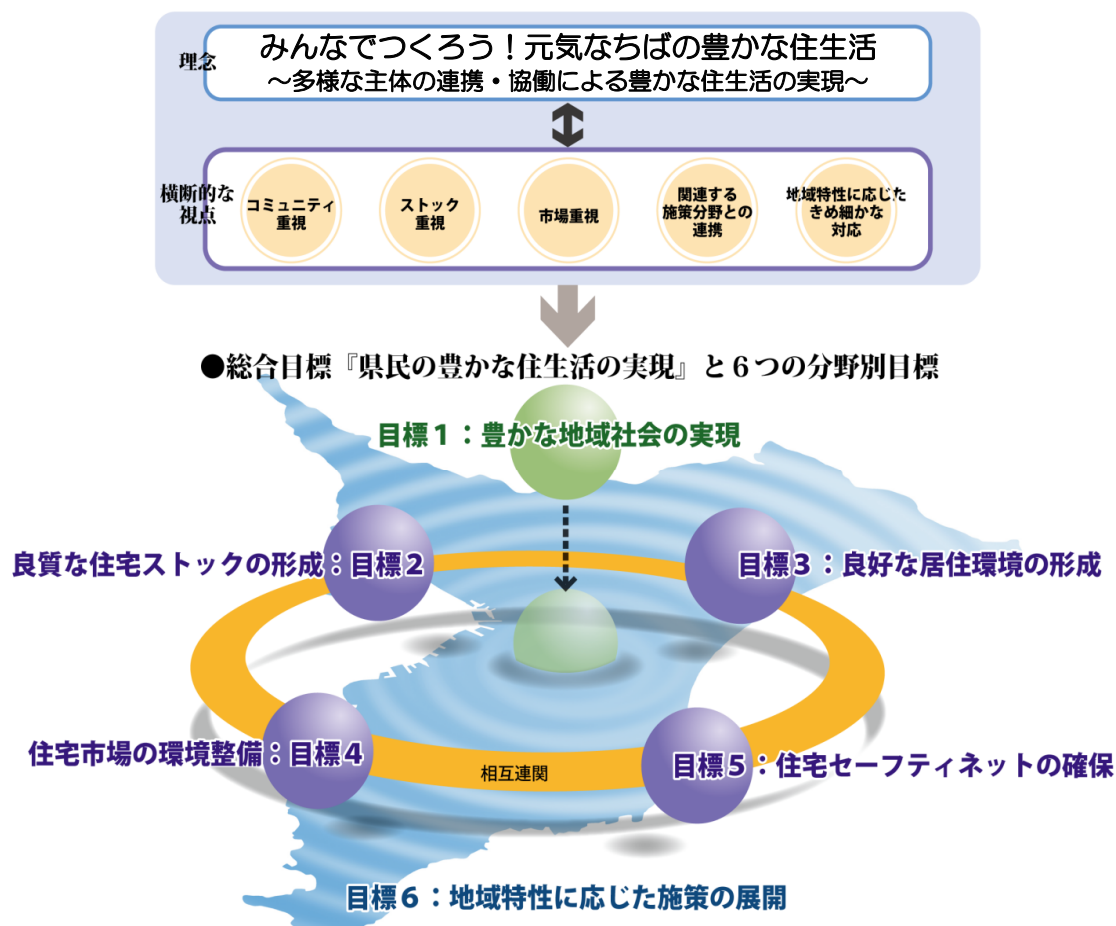 理念
みんなでつくろう！元気なちばの豊かな住生活
～多様な主体の連携・協働による豊かな住生活の実現～
横断的な
視点
コミュニティ
重視
ストック
重視
市場重視
関連する
施策分野との
連携
地域特性に応じた
きめ細かな
対応
●総合目標『県民の豊かな住生活の実現』と６つの分野別目標
目標１：豊かな地域社会の実現
良質な住宅ストックの形成：目標２
目標３：良好な居住環境の形成
住宅市場の環境整備：目標４
目標５：住宅セーフティネットの確保
相互連関
目標６：地域特性に応じた施策の展開